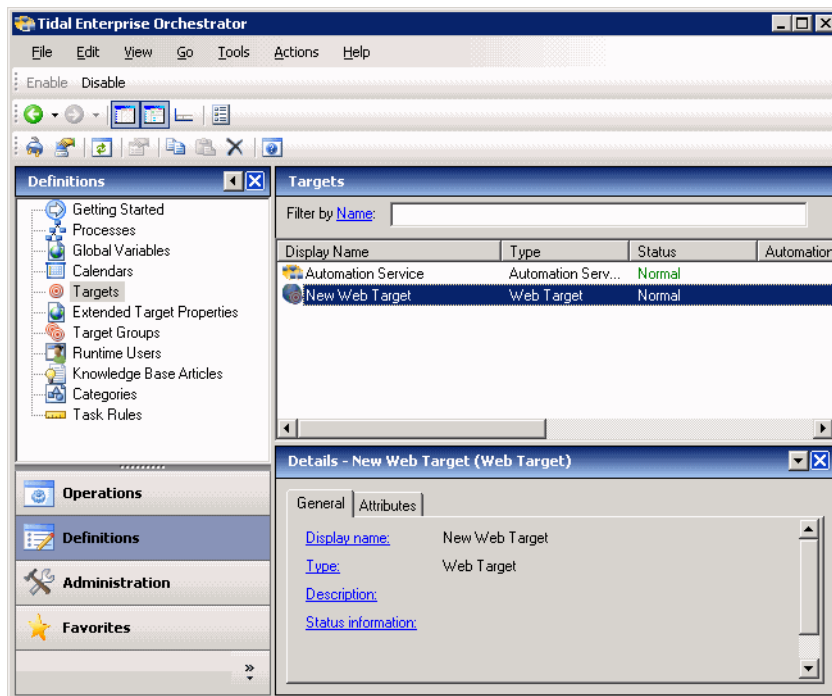 Tidal Enterprise Orchestrator
File Edit View Go Tools Actions Help
Enable Disable
Definitions
Getting Started
Processes
Global Variables
Calendars
Targets
Extended Target Properties
Target Groups
Runtime Users
Knowledge Base Articles
Categories
Task Rules
Operations
Definitions
Administration
Favorites
»
Targets
Filter by Name:
Display Name Type Status Automation
Automation Service Automation Serv... Normal
New Web Target Web Target Normal
Details - New Web Target (Web Target)
General Attributes
Display name: New Web Target
Type: Web Target
Description:
Status information: